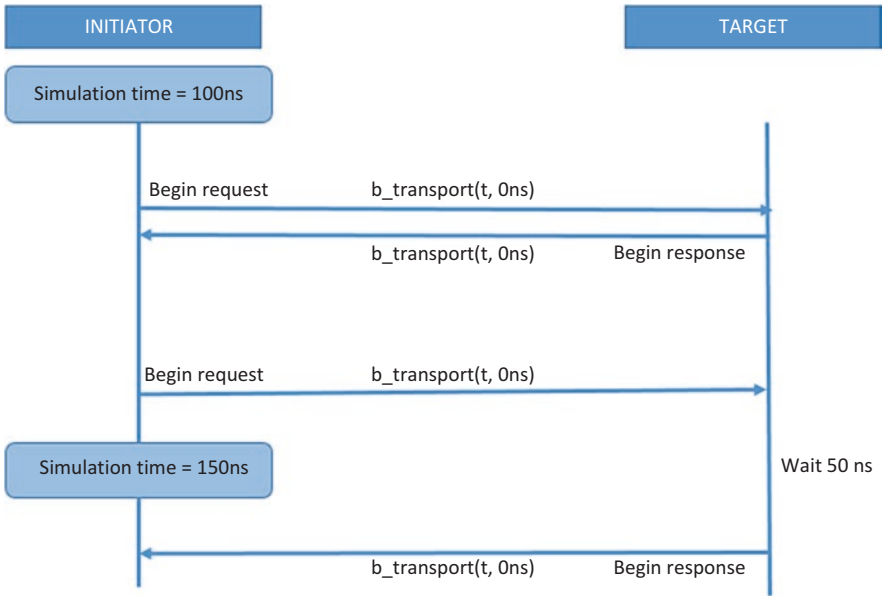 INITIATOR
TARGET
Simulation time = 100ns
Begin request
b_transport(t, 0ns)
b_transport(t, 0ns)
Begin response
Begin request
b_transport(t, 0ns)
Simulation time = 150ns
Wait 50 ns
b_transport(t, 0ns)
Begin response